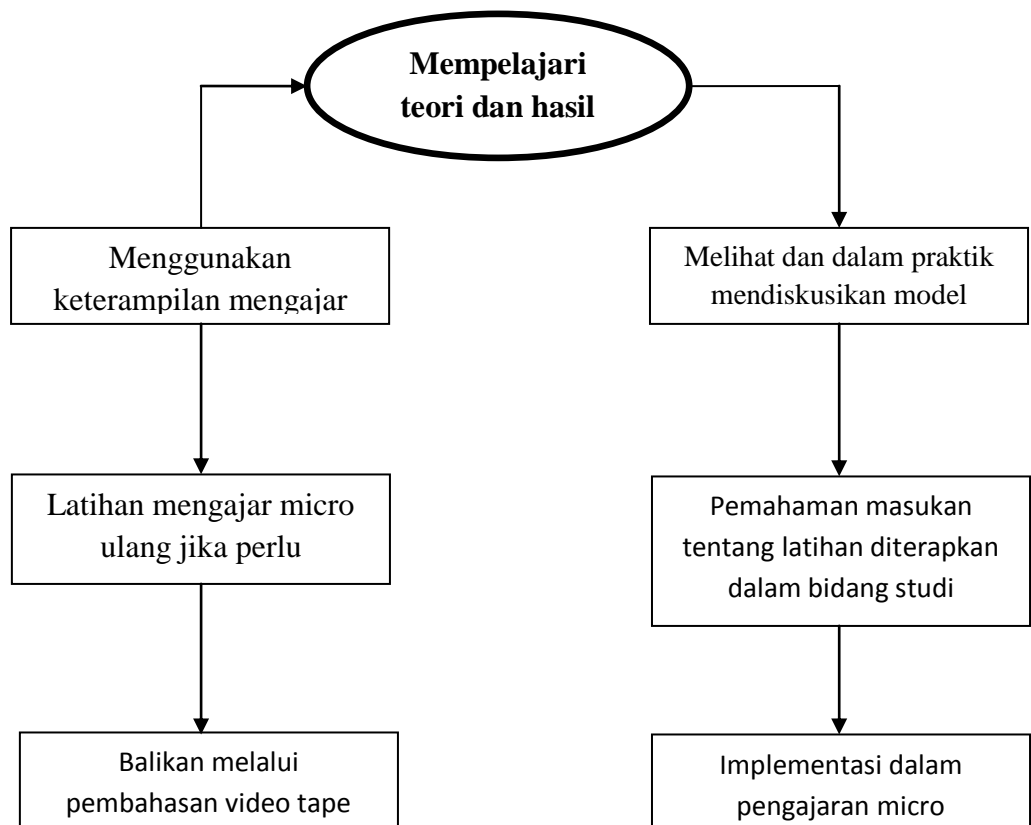 Mempelajari
teori dan hasil
Menggunakan
keterampilan mengajar
Melihat dan dalam praktik
mendiskusikan model
Latihan mengajar micro
ulang jika perlu
Pemahaman masukan
tentang latihan diterapkan
dalam bidang studi
Balikan melalui
pembahasan video tape
Implementasi dalam
pengajaran micro